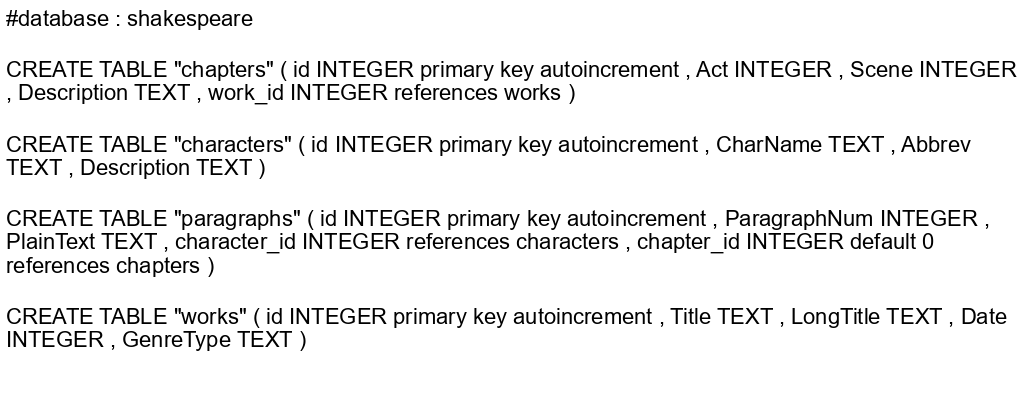 #database : shakespeare
CREATE TABLE "chapters" ( id INTEGER primary key autoincrement , Act INTEGER , Scene INTEGER
, Description TEXT , work_id INTEGER references works )
CREATE TABLE "characters" ( id INTEGER primary key autoincrement , CharName TEXT , Abbrev
TEXT , Description TEXT )
CREATE TABLE "paragraphs" ( id INTEGER primary key autoincrement , ParagraphNum INTEGER ,
PlainText TEXT , character_id INTEGER references characters , chapter_id INTEGER default 0
references chapters )
CREATE TABLE "works" ( id INTEGER primary key autoincrement , Title TEXT , LongTitle TEXT , Date
INTEGER , GenreType TEXT )